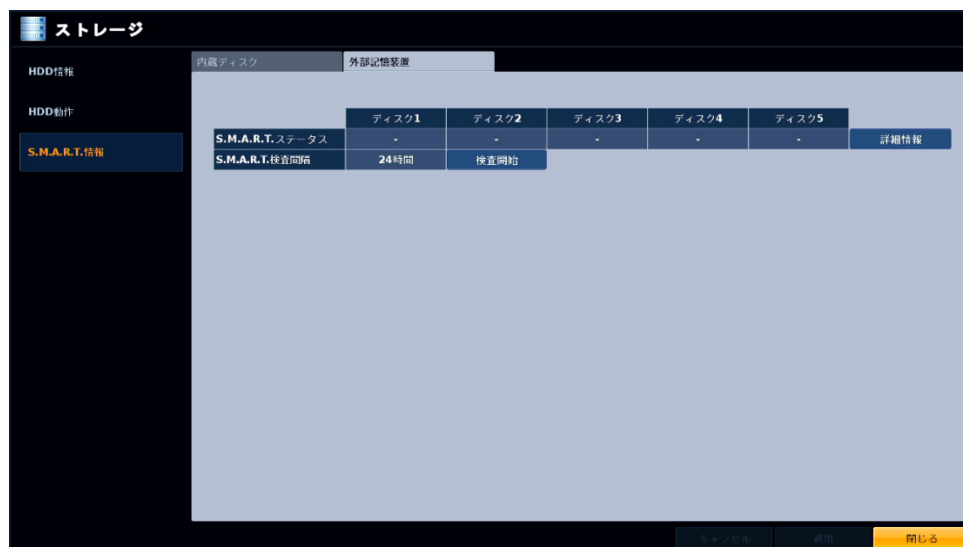 ストレージ
内蔵ディスク 外部記憶装置
HDD情報
HDD動作
S.M.A.R.T.情報
ディスク1 ディスク2 ディスク3 ディスク4 ディスク5
S.M.A.R.T.ステータス - - - - - 詳細情報
S.M.A.R.T.検査間隔 24時間 検査開始
キャンセル 適用 閉じる